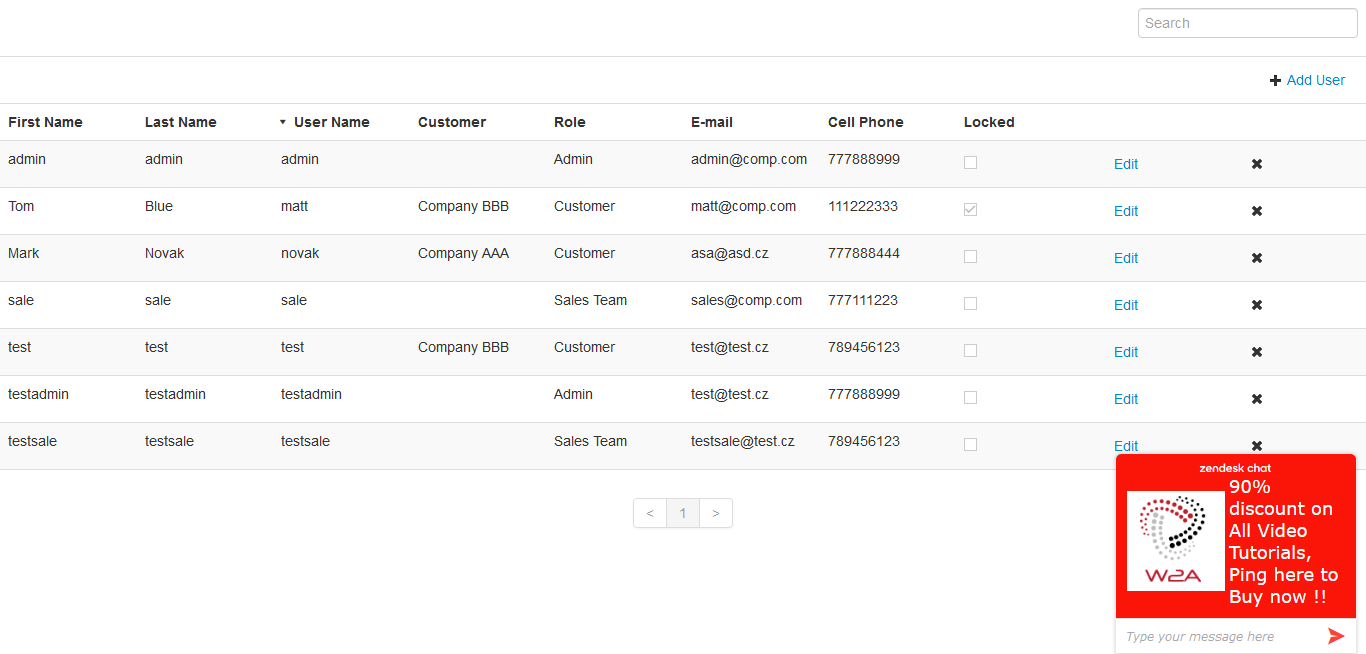 Search
Add User
First Name Last Name User Name Customer Role E-mail Cell Phone Locked
admin admin admin Admin admin@comp.com 777888999 Edit
Tom Blue matt Company BBB Customer matt@comp.com 111222333 Edit
Mark Novak novak Company AAA Customer asa@asd.cz 777888444 Edit
sale sale sale Sales Team sales@comp.com 777111223 Edit
test test test Company BBB Customer test@test.cz 789456123 Edit
testadmin testadmin testadmin Admin test@test.cz 777888999 Edit
testsale testsale testsale Sales Team testsale@test.cz 789456123 Edit
< 1 >
zendesk chat
W2A
90%
discount on
All Video
Tutorials,
Ping here to
Buy now !!
Type your message here